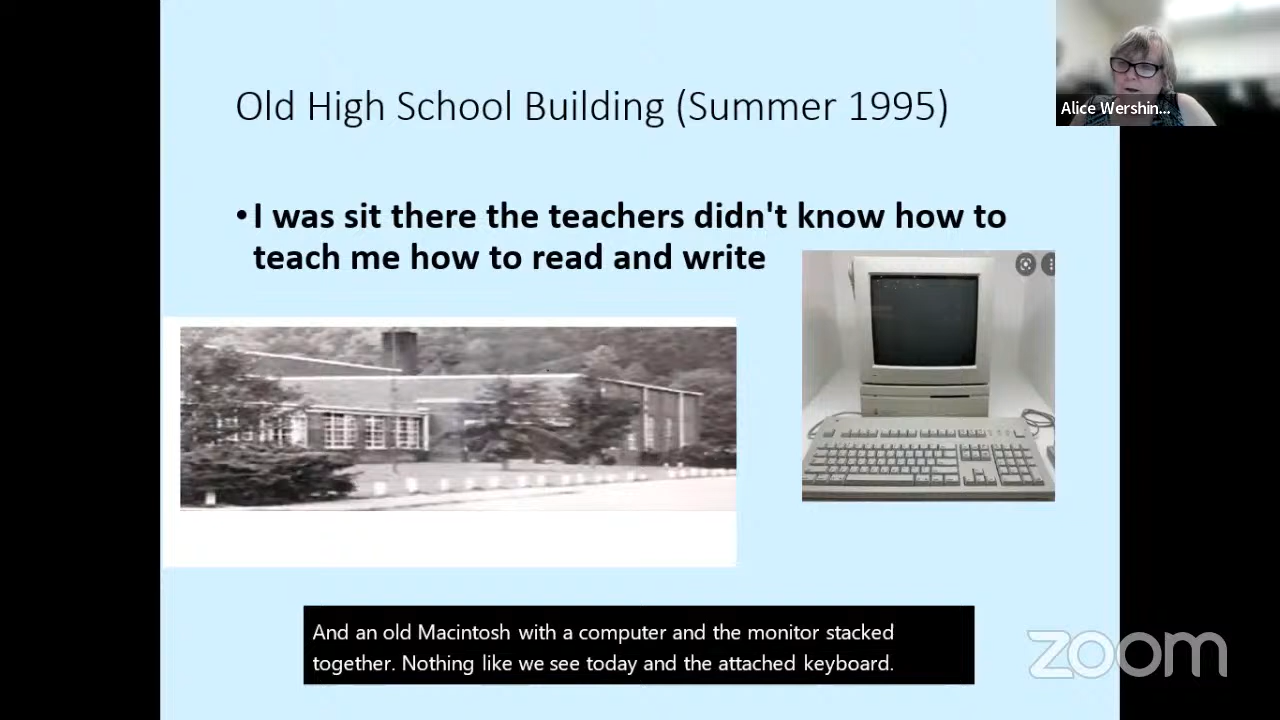 Old High School Building (Summer 1995)
Alice Wershin...
• I was sit there the teachers didn't know how to
teach me how to read and write
And an old Macintosh with a computer and the monitor stacked
together. Nothing like we see today and the attached keyboard.
zoom